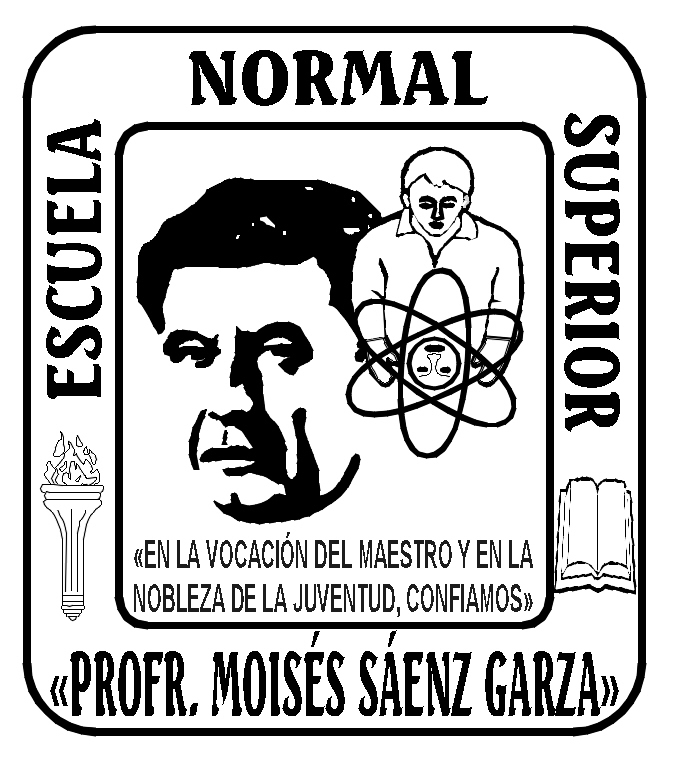 ESCUELA
NORMAL
SUPERIOR
«EN LA VOCACIÓN DEL MAESTRO Y EN LA
NOBLEZA DE LA JUVENTUD, CONFIAMOS»
«PROFR. MOISÉS SÁENZ GARZA»